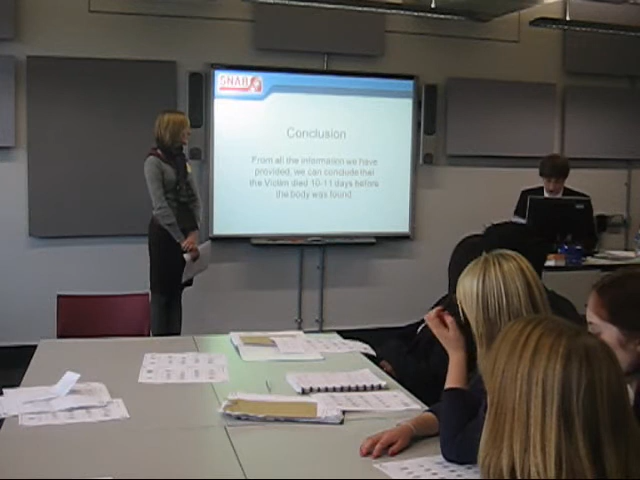 SNAB
Conclusion
From all the information we have
provided, we can conclude that
the Victim died 10-11 days before
the body was found